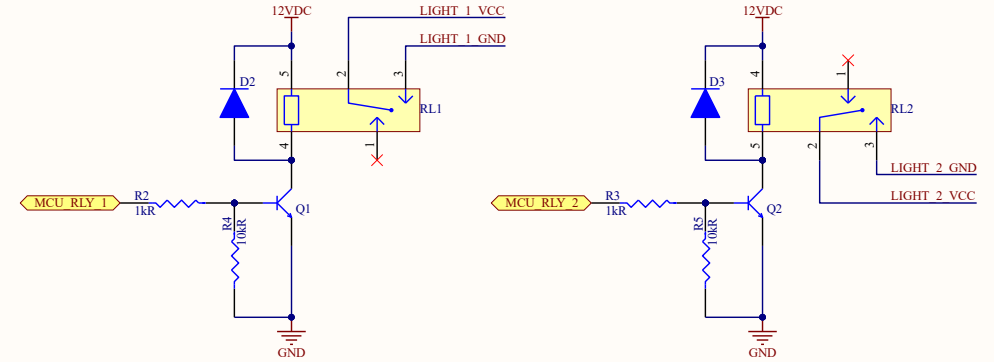 12VDC
LIGHT_1_VCC
LIGHT_1_GND
D2
5
2
3
RL1
4
1
MCU_RLY_1
R2
1kR
R4
10kR
Q1
GND
12VDC
D3
4
1
RL2
5
2
3
LIGHT_2_GND
LIGHT_2_VCC
MCU_RLY_2
R3
1kR
R5
10kR
Q2
GND